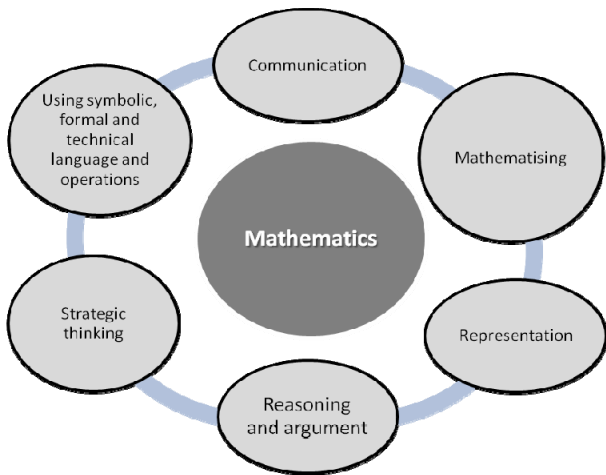 Communication
Using symbolic,
formal and
technical
language and
operations
Mathematising
Mathematics
Strategic
thinking
Representation
Reasoning
and argument